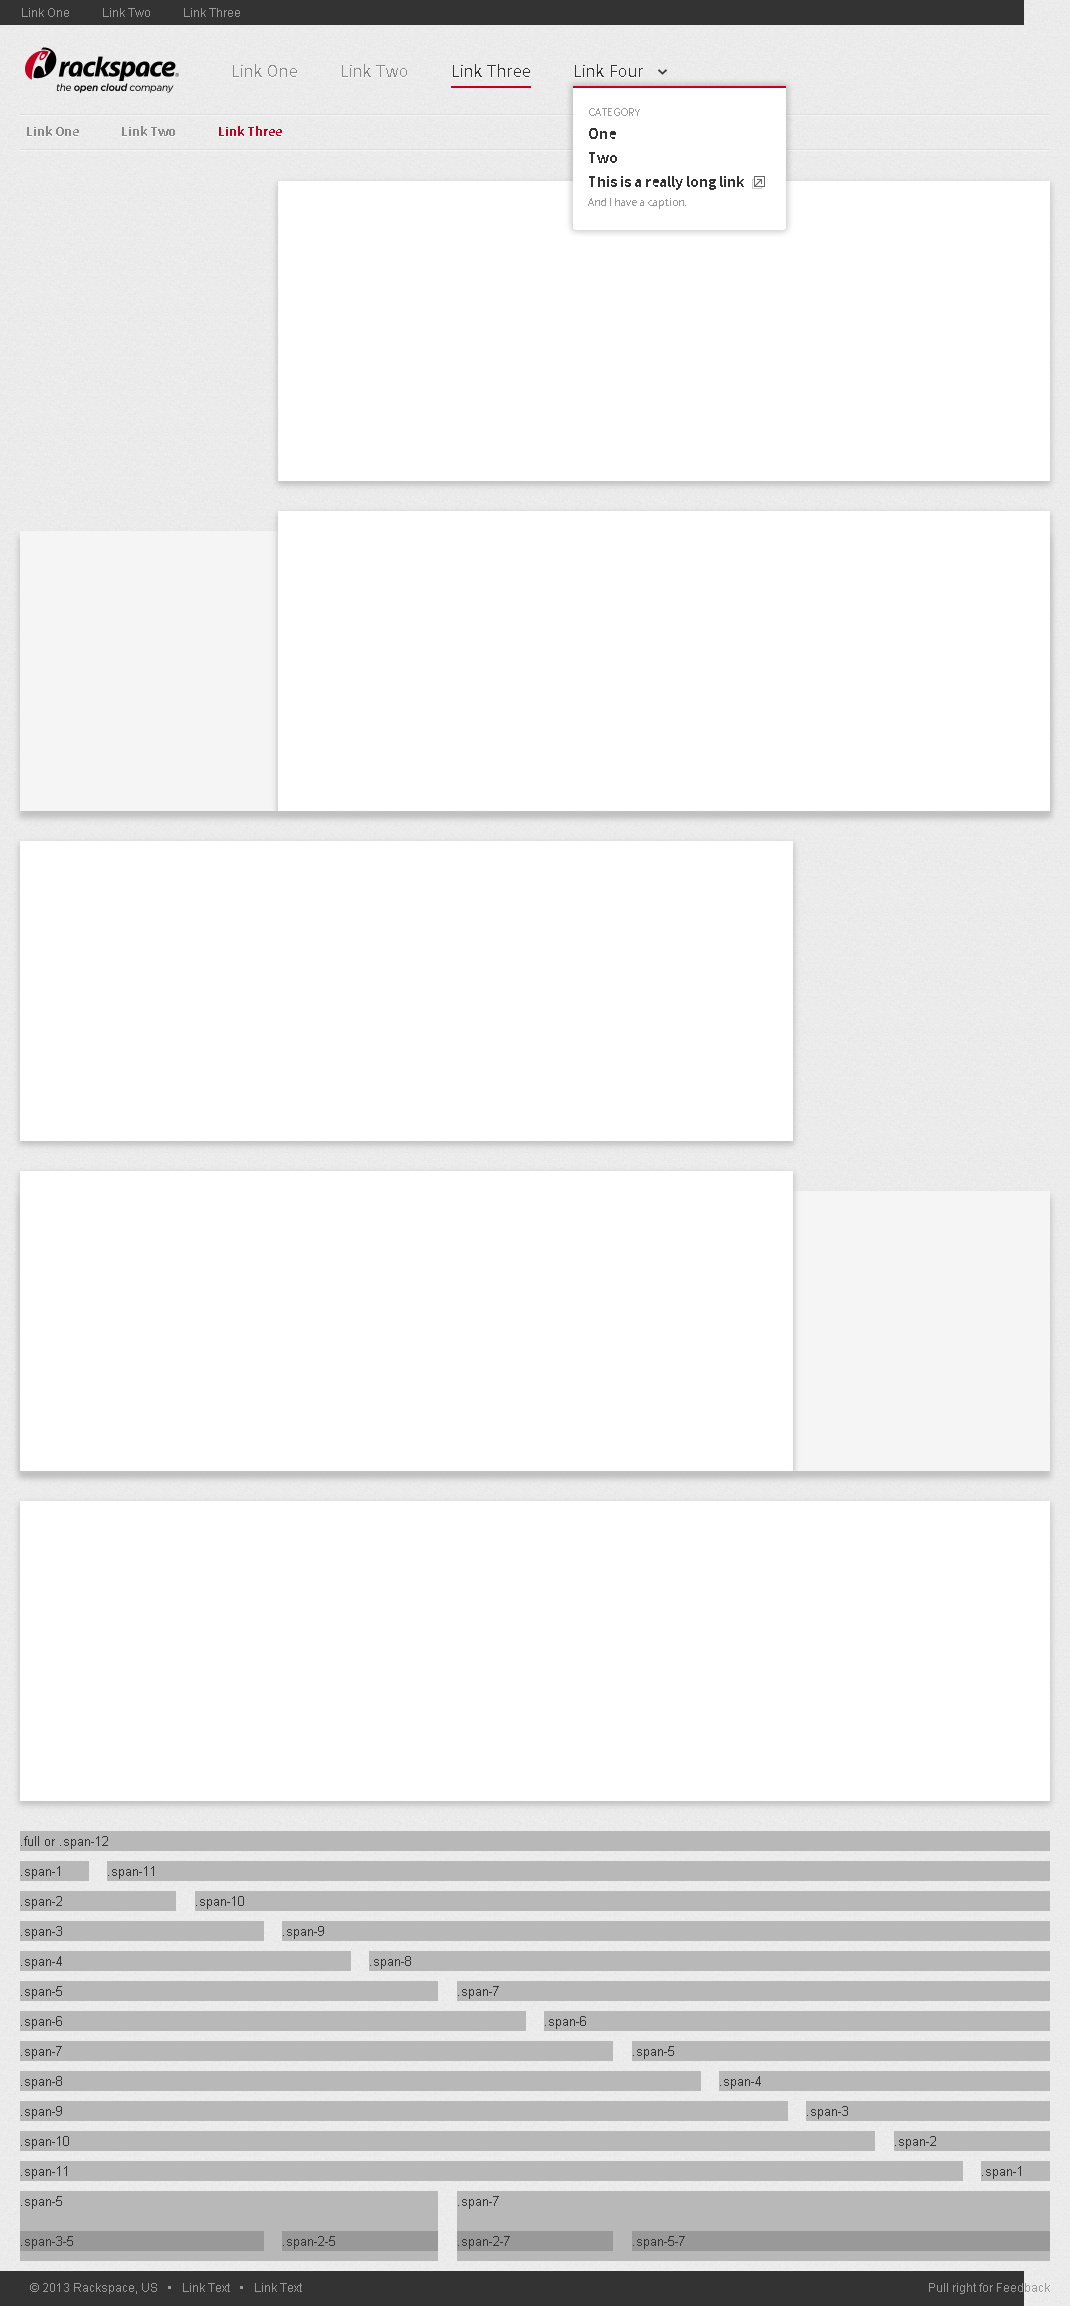 Link One Link Two Link Three
rackspace.
the open cloud company
Link One Link Two Link Three Link Four
CATEGORY
One
Two
This is a really long link
And I have a caption.
Link One Link Two Link Three
.full or .span-12
.span-1 .span-11
.span-2 .span-10
.span-3 .span-9
.span-4 .span-8
.span-5 .span-7
.span-6 .span-6
.span-7 .span-5
.span-8 .span-4
.span-9 .span-3
.span-10 .span-2
.span-11 .span-1
.span-5 .span-7
.span-3-5 .span-2-5 .span-2-7 .span-5-7
© 2013 Rackspace, US • Link Text • Link Text Pull right for Feedback